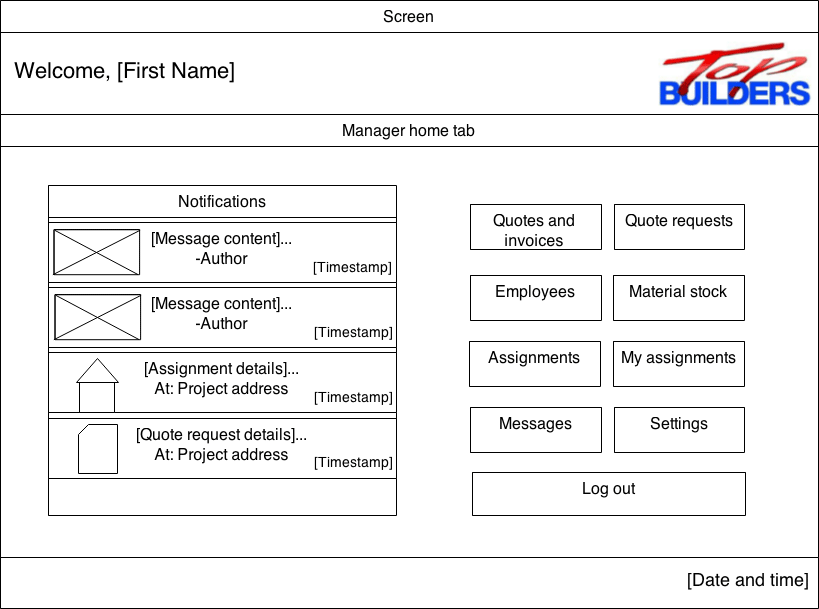 Screen
Welcome, [First Name]
Top
BUILDERS
Manager home tab
Notifications
[Message content]...
-Author
[Timestamp]
[Message content]...
-Author
[Timestamp]
[Assignment details]...
At: Project address
[Timestamp]
[Quote request details]...
At: Project address
[Timestamp]
Quotes and
invoices
Quote requests
Employees
Material stock
Assignments
My assignments
Messages
Settings
Log out
[Date and time]